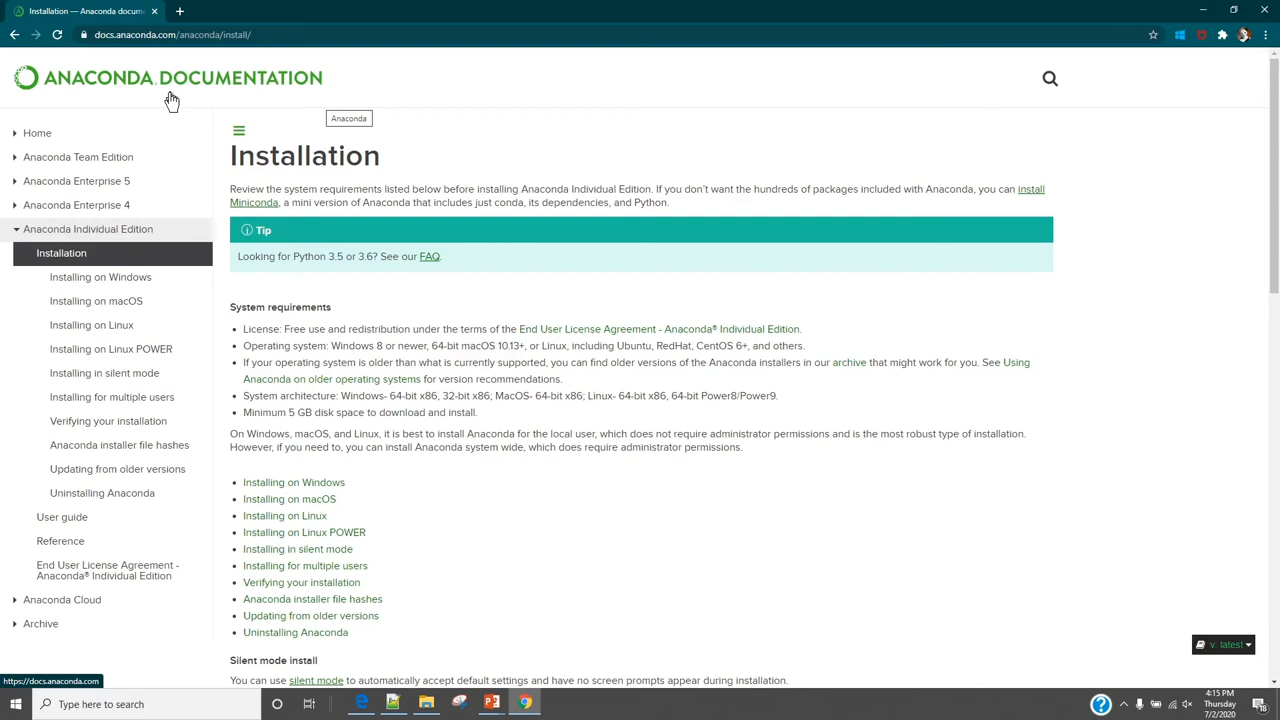 Installation — Anaconda docum
docs.anaconda.com/anaconda/install/
ANACONDA DOCUMENTATION
Anaconda
Home
Anaconda Team Edition
Anaconda Enterprise 5
Anaconda Enterprise 4
Anaconda Individual Edition
Installation
Installing on Windows
Installing on macOS
Installing on Linux
Installing on Linux POWER
Installing in silent mode
Installing for multiple users
Verifying your installation
Anaconda installer file hashes
Updating from older versions
Uninstalling Anaconda
User guide
Reference
End User License Agreement -
Anaconda® Individual Edition
Anaconda Cloud
Archive
Installation
Review the system requirements listed below before installing Anaconda Individual Edition. If you don’t want the hundreds of packages included with Anaconda, you can install
Miniconda, a mini version of Anaconda that includes just conda, its dependencies, and Python.
Tip
Looking for Python 3.5 or 3.6? See our FAQ.
System requirements
• License: Free use and redistribution under the terms of the End User License Agreement - Anaconda® Individual Edition.
• Operating system: Windows 8 or newer, 64-bit macOS 10.13+, or Linux, including Ubuntu, RedHat, CentOS 6+, and others.
• If your operating system is older than what is currently supported, you can find older versions of the Anaconda installers in our archive that might work for you. See Using
Anaconda on older operating systems for version recommendations.
• System architecture: Windows- 64-bit x86, 32-bit x86; MacOS- 64-bit x86; Linux- 64-bit x86, 64-bit Power8/Power9.
• Minimum 5 GB disk space to download and install.
On Windows, macOS, and Linux, it is best to install Anaconda for the local user, which does not require administrator permissions and is the most robust type of installation.
However, if you need to, you can install Anaconda system wide, which does require administrator permissions.
• Installing on Windows
• Installing on macOS
• Installing on Linux
• Installing on Linux POWER
• Installing in silent mode
• Installing for multiple users
• Verifying your installation
• Anaconda installer file hashes
• Updating from older versions
• Uninstalling Anaconda
v: latest
Silent mode install
You can use silent mode to automatically accept default settings and have no screen prompts appear during installation.
https://docs.anaconda.com
Type here to search
4:15 PM
Thursday
7/2/2020
18